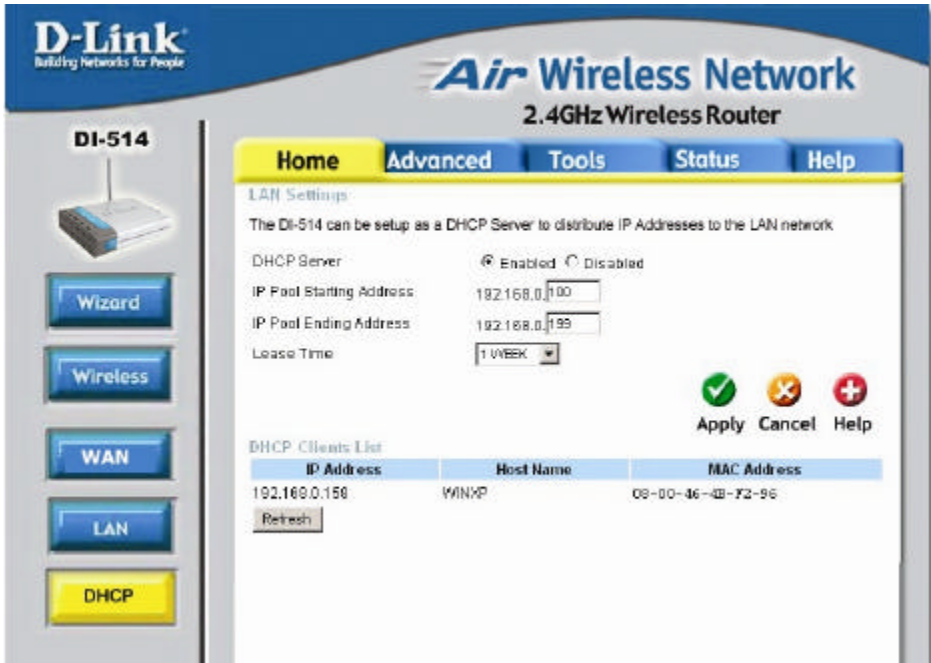 D-Link
Building Networks for People
Air Wireless Network
2.4GHz Wireless Router
DI-514
Home Advanced Tools Status Help
LAN Settings
The DI-514 can be setup as a DHCP Server to distribute IP Addresses to the LAN network
DHCP Server Enabled Disabled
IP Pool Starting Address 192.168.0. 100
IP Pool Ending Address 192.168.0. 199
Lease Time 1 WEEK
Apply Cancel Help
DHCP Clients List
IP Address Host Name MAC Address
WINXP
Refresh
Wizard
Wireless
WAN
LAN
DHCP